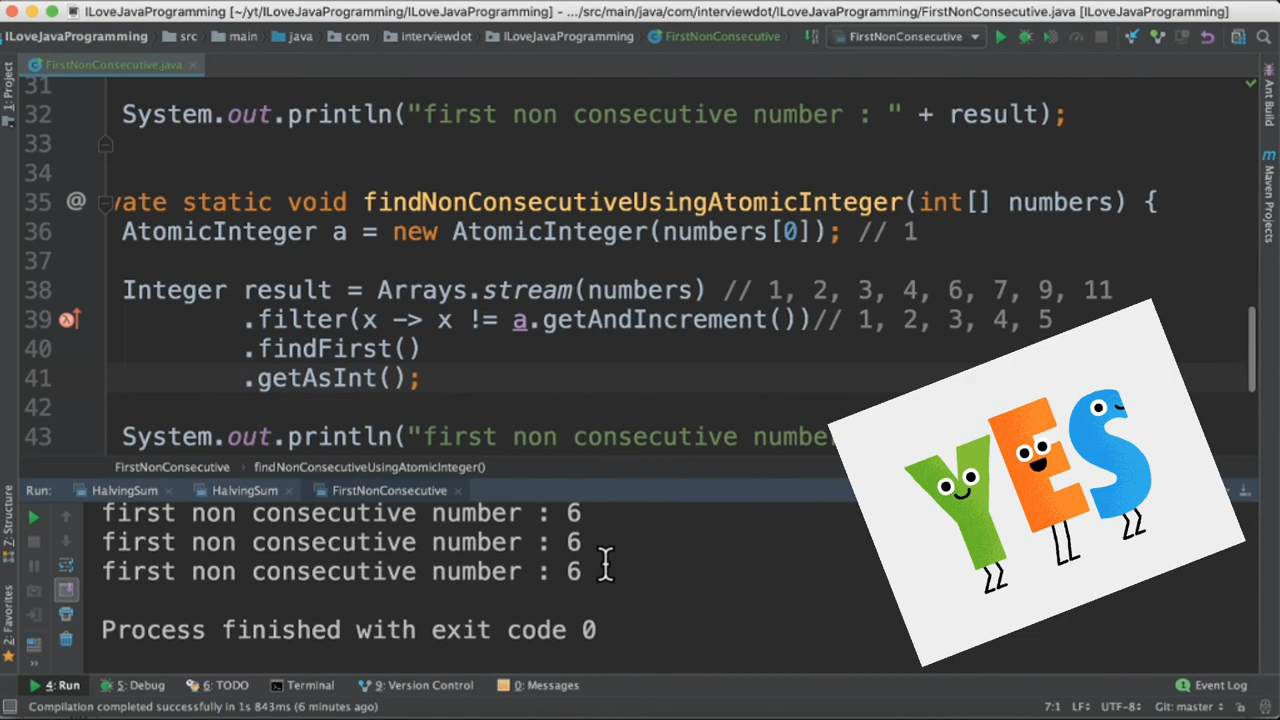 ILoveJavaProgramming [~/yt/ILoveJavaProgramming/ILoveJavaProgramming] - .../src/main/java/com/interviewdot/ILoveJavaProgramming/FirstNonConsecutive.java [ILoveJavaProgramming]
ILoveJavaProgramming src main java com interviewdot ILoveJavaProgramming FirstNonConsecutive FirstNonConsecutive
FirstNonConsecutive.java
1: Project
Ant Build
Maven Projects
31
32 System.out.println("first non consecutive number : " + result);
33
34
35 @ vate static void findNonConsecutiveUsingAtomicInteger(int[] numbers) {
36 AtomicInteger a = new AtomicInteger(numbers[0]); // 1
37
38 Integer result = Arrays.stream(numbers) // 1, 2, 3, 4, 6, 7, 9, 11
39 .filter(x -> x != a.getAndIncrement())// 1, 2, 3, 4, 5
40 .findFirst()
41 .getAsInt();
42
43 System.out.println("first non consecutive numbe
YES
FirstNonConsecutive › findNonConsecutiveUsingAtomicInteger()
Run: HalvingSum HalvingSum FirstNonConsecutive
7: Structure
2: Favorites
first non consecutive number : 6
first non consecutive number : 6
first non consecutive number : 6
Process finished with exit code 0
4: Run 5: Debug 6: TODO Terminal 9: Version Control 0: Messages 1 Event Log
Compilation completed successfully in 1s 843ms (6 minutes ago) 7:1 LF÷ UTF-8÷ Git: master